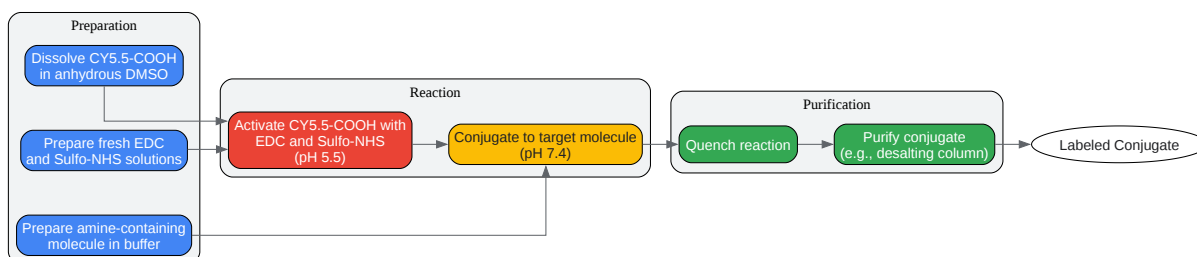 Preparation
Dissolve CY5.5-COOH
in anhydrous DMSO
Prepare fresh EDC
and Sulfo-NHS solutions
Prepare amine-containing
molecule in buffer
Reaction
Activate CY5.5-COOH with
EDC and Sulfo-NHS
(pH 5.5)
Conjugate to target molecule
(pH 7.4)
Purification
Quench reaction
Purify conjugate
(e.g., desalting column)
Labeled Conjugate